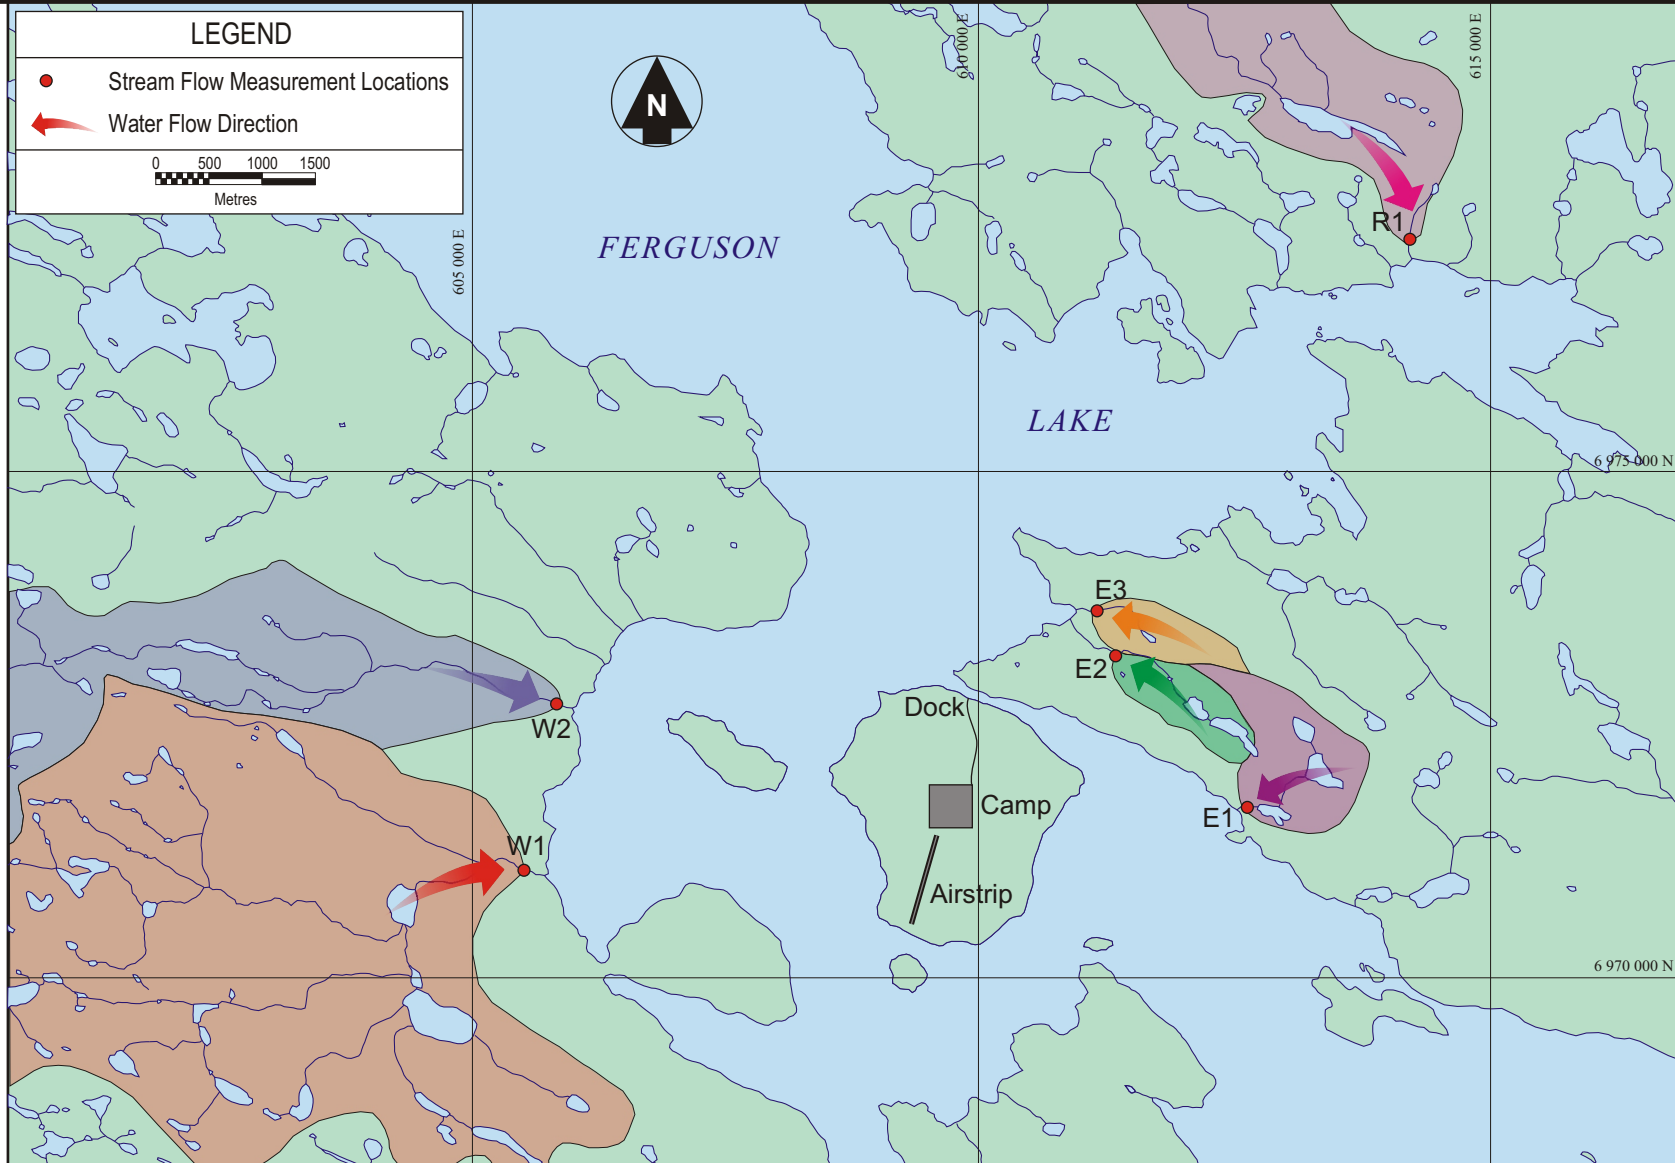 LEGEND
Stream Flow Measurement Locations
Water Flow Direction
0 500 1000 1500
Metres
N
605 000 E
610 000 E
615 000 E
FERGUSON
R1
LAKE
6 975 000 N
E3
E2
W2
Dock
Camp
E1
W1
Airstrip
6 970 000 N